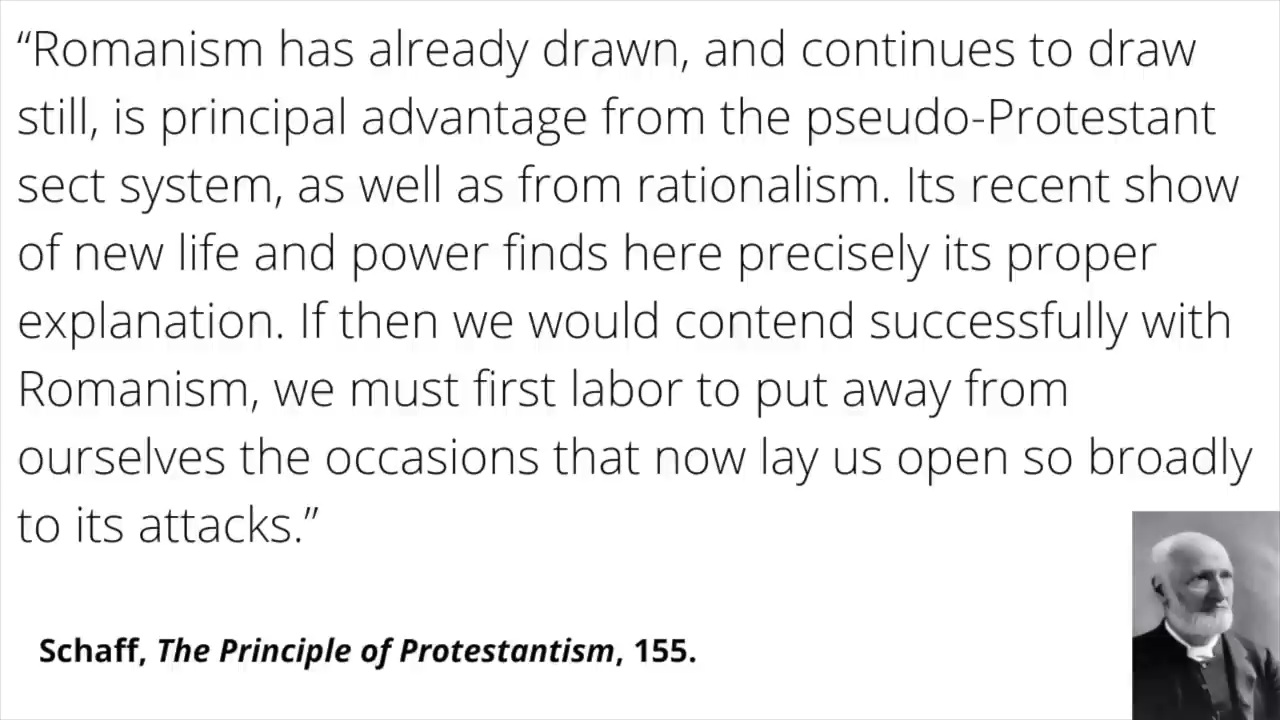 “Romanism has already drawn, and continues to draw
still, is principal advantage from the pseudo-Protestant
sect system, as well as from rationalism. Its recent show
of new life and power finds here precisely its proper
explanation. If then we would contend successfully with
Romanism, we must first labor to put away from
ourselves the occasions that now lay us open so broadly
to its attacks.”
Schaff, The Principle of Protestantism, 155.